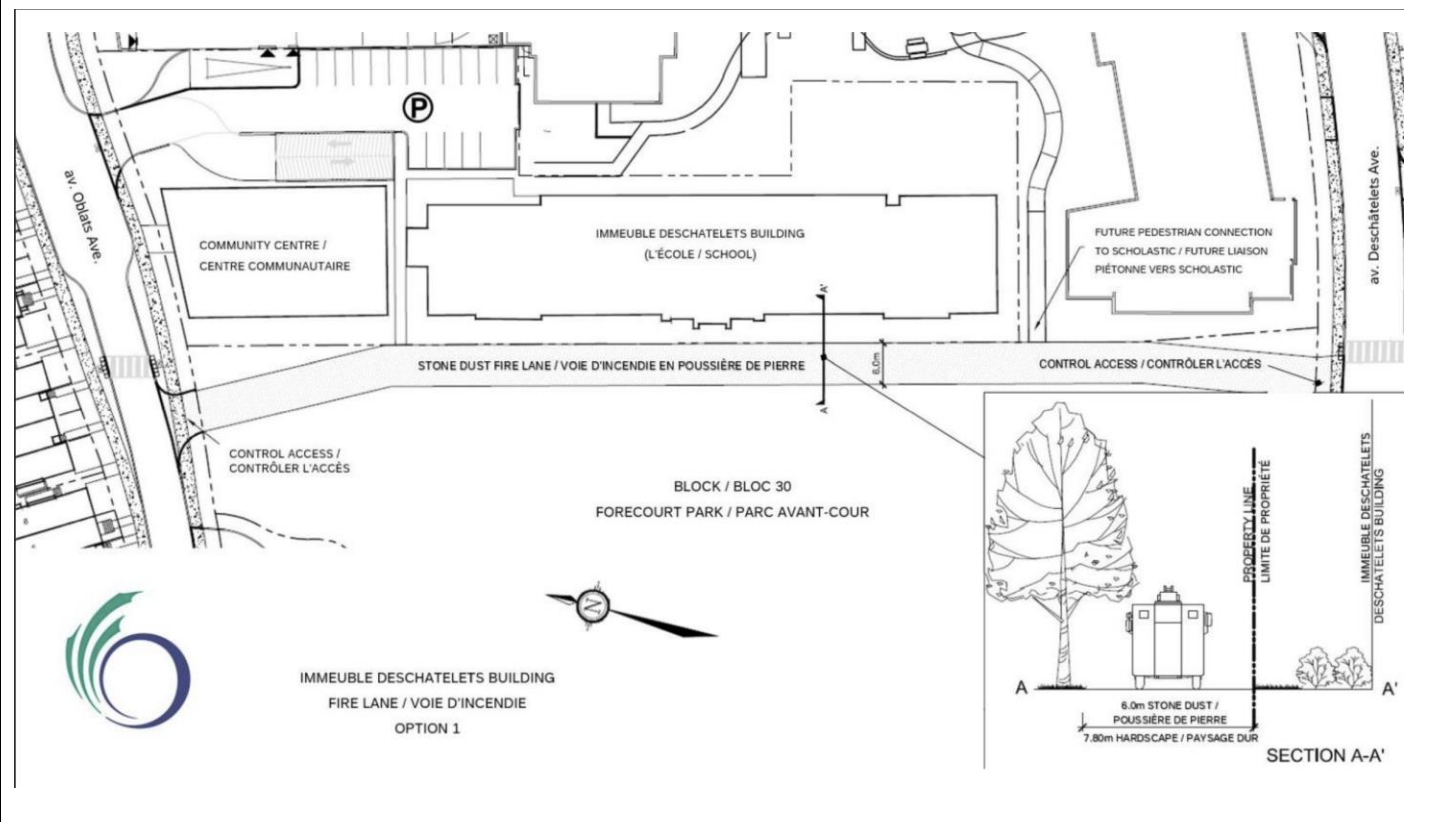 P
av. Oblats Ave.
COMMUNITY CENTRE /
CENTRE COMMUNAUTAIRE
IMMEUBLE DESCHATELETS BUILDING
(L'ÉCOLE / SCHOOL)
FUTURE PEDESTRIAN CONNECTION
TO SCHOLASTIC / FUTURE LIAISON
PIÉTONNE VERS SCHOLASTIC
av. Deschâtelets Ave.
A'
STONE DUST FIRE LANE / VOIE D'INCENDIE EN POUSSIÈRE DE PIERRE
6.0m
CONTROL ACCESS / CONTRÔLER L'ACCÈS
A
CONTROL ACCESS /
CONTRÔLER L'ACCÈS
BLOCK / BLOC 30
FORECOURT PARK / PARC AVANT-COUR
N
IMMEUBLE DESCHATELETS BUILDING
FIRE LANE / VOIE D'INCENDIE
OPTION 1
PROPERTY LINE
LIMITE DE PROPRIÉTÉ
IMMEUBLE DESCHATELETS
DESCHATELETS BUILDING
A
A'
6.0m STONE DUST /
POUSSIÈRE DE PIERRE
7.80m HARDSCAPE / PAYSAGE DUR
SECTION A-A'